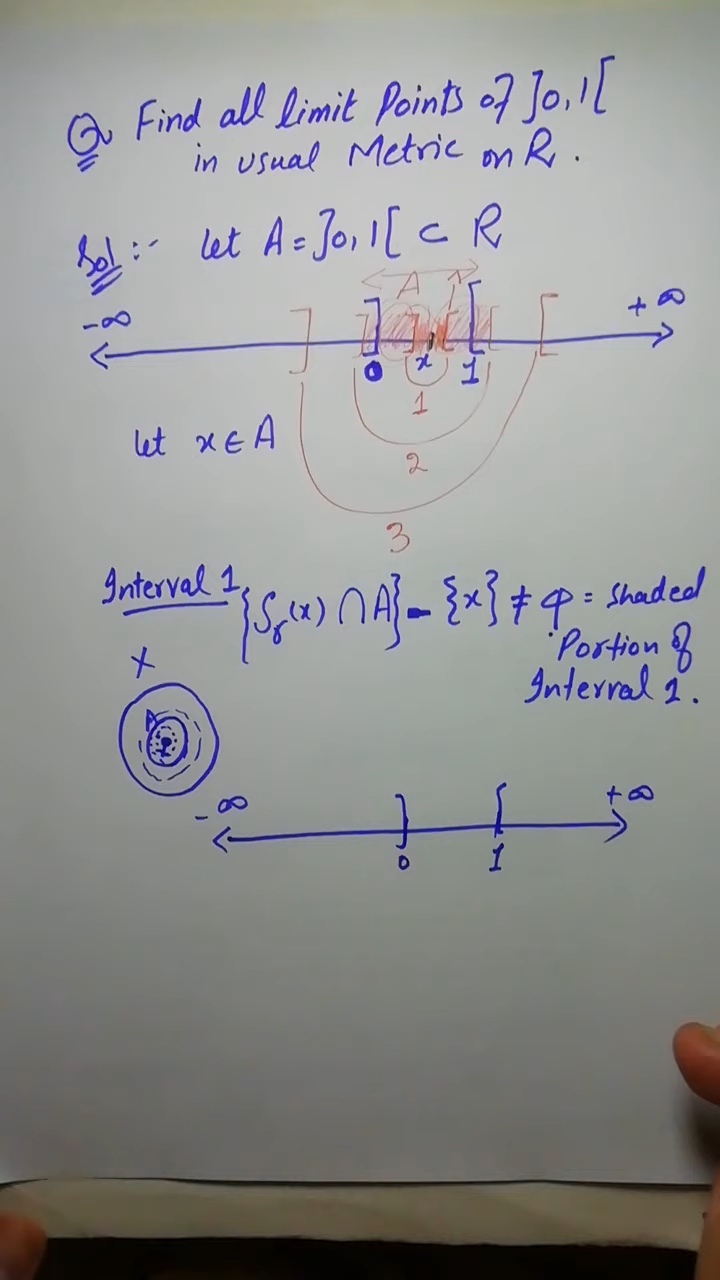 Q Find all limit Points of ]0,1[
in usual Metric on R.
Sol :- let A = ]0,1[ ⊂ R
A
-∞ +∞
0 x 1
1
let x ∈ A
2
3
Interval 1 {Sᵣ(x) ∩ A} - {x} ≠ φ = shaded
Portion of
Interval 1.
X
A
-∞ +∞
0 1